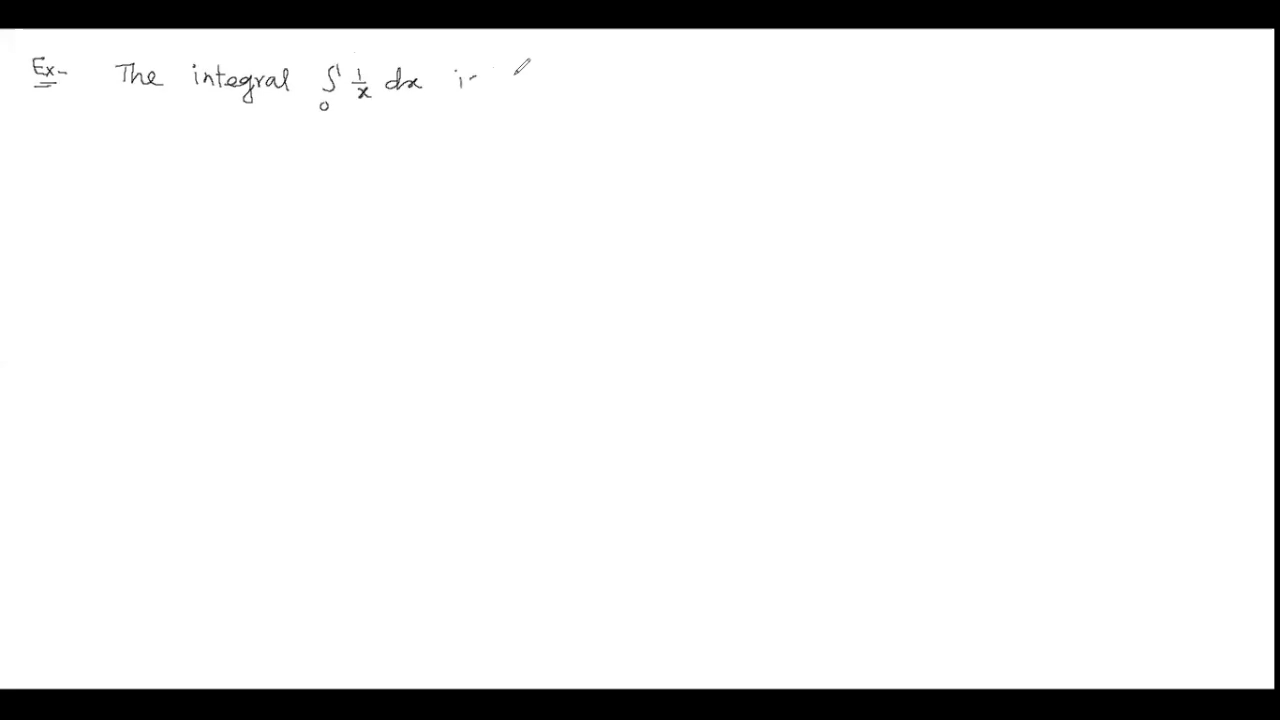 Ex- The integral ∫₀¹ 1/x dx i